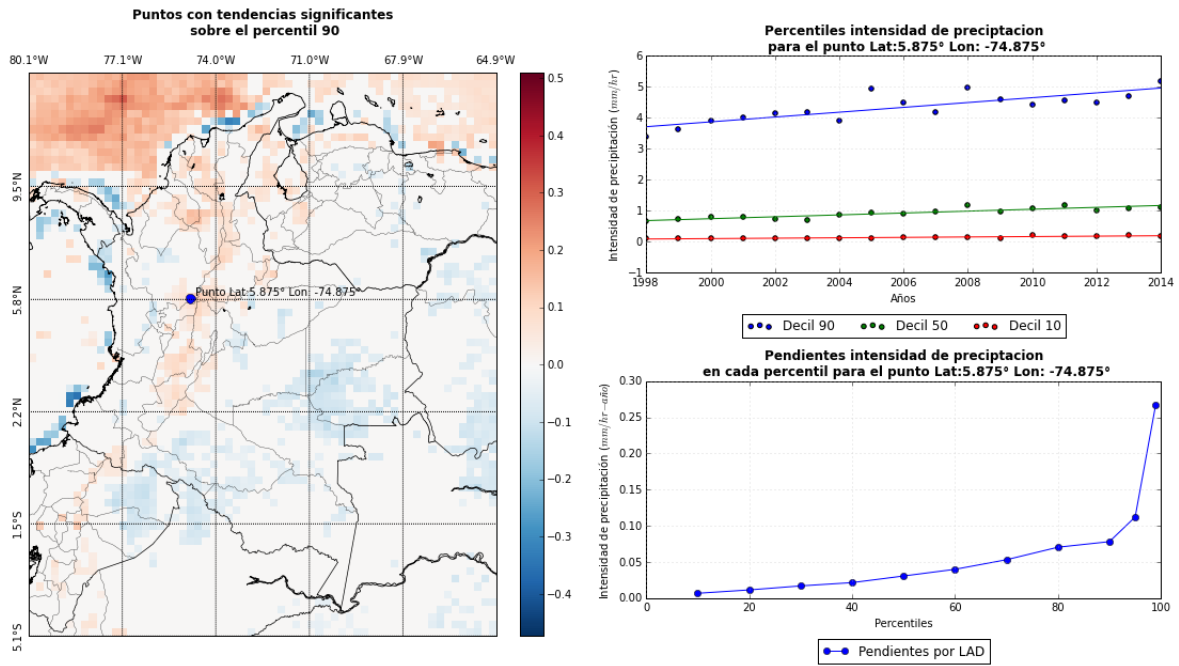 Puntos con tendencias significantes
sobre el percentil 90
80.1°W 77.1°W 74.0°W 71.0°W 67.9°W 64.9°W
9.5°N
5.8°N
2.2°N
1.5°S
5.1°S
Punto Lat:5.875° Lon: -74.875°
0.5
0.4
0.3
0.2
0.1
0.0
−0.1
−0.2
−0.3
−0.4
Percentiles intensidad de preciptacion
para el punto Lat:5.875° Lon: -74.875°
Intensidad de precipitación (mm/hr)
6
5
4
3
2
1
0
−1
1998 2000 2002 2004 2006 2008 2010 2012 2014
Años
Decil 90 Decil 50 Decil 10
Pendientes intensidad de preciptacion
en cada percentil para el punto Lat:5.875° Lon: -74.875°
Intensidad de precipitación (mm/hr−año)
0.30
0.25
0.20
0.15
0.10
0.05
0.00
0 20 40 60 80 100
Percentiles
Pendientes por LAD